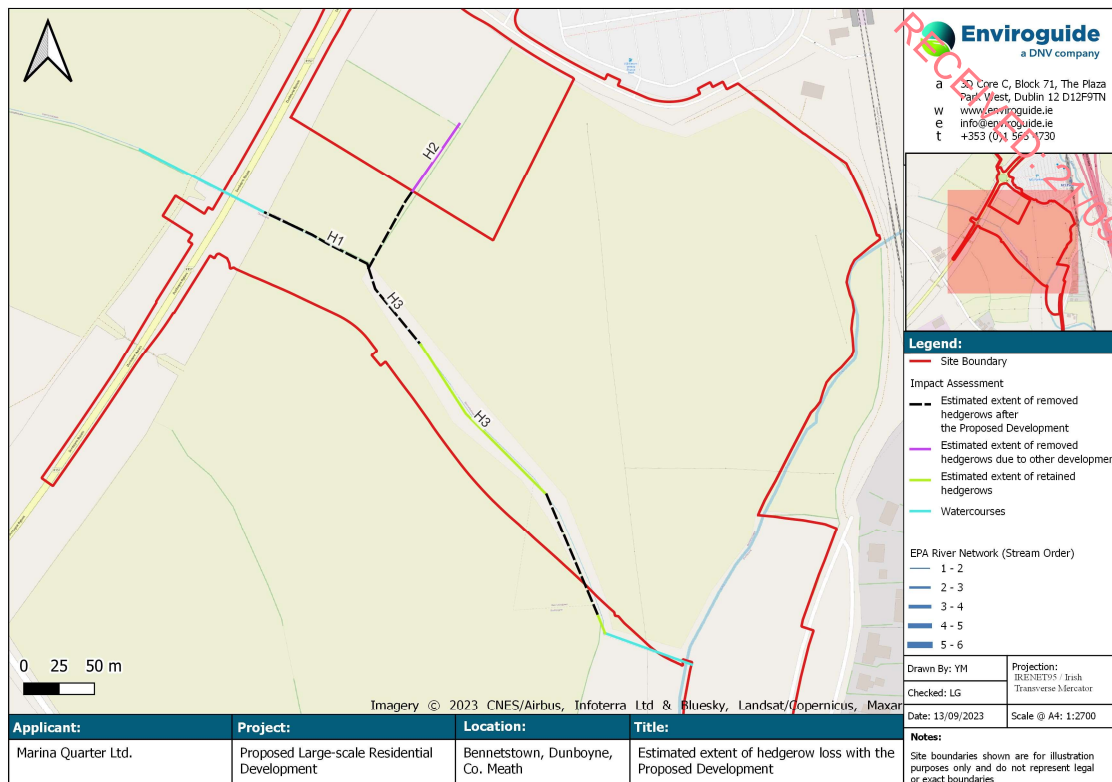 H2
H1
H3
H3
0 25 50 m
Imagery © 2023 CNES/Airbus, Infoterra Ltd & Bluesky, Landsat/Copernicus, Maxar
Enviroguide
a DNV company
a 3D Core C, Block 71, The Plaza
Park West, Dublin 12 D12F9TN
w www.enviroguide.ie
e info@enviroguide.ie
t +353 (0)1 565 4730
RECEIVED: 21/05
Legend:
Site Boundary
Impact Assessment
Estimated extent of removed
hedgerows after
the Proposed Development
Estimated extent of removed
hedgerows due to other developmen
Estimated extent of retained
hedgerows
Watercourses
EPA River Network (Stream Order)
1 - 2
2 - 3
3 - 4
4 - 5
5 - 6
Drawn By: YM
Checked: LG
Date: 13/09/2023
Projection:
IRENET95 / Irish
Transverse Mercator
Scale @ A4: 1:2700
Notes:
Site boundaries shown are for illustration
purposes only and do not represent legal
or exact boundaries
Applicant:
Marina Quarter Ltd.
Project:
Proposed Large-scale Residential
Development
Location:
Bennetstown, Dunboyne,
Co. Meath
Title:
Estimated extent of hedgerow loss with the
Proposed Development